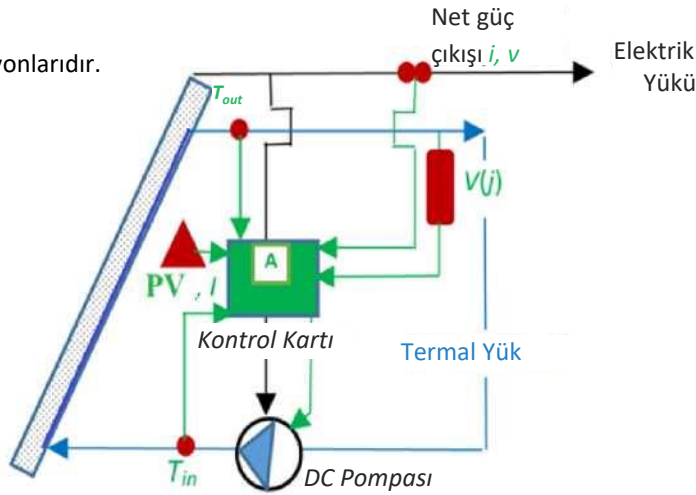 Net güç
çıkışı i, v
Elektrik
Yükü
yonlarıdır.
Tout
V(j)
A
PV , I
Kontrol Kartı
Termal Yük
Tin
DC Pompası